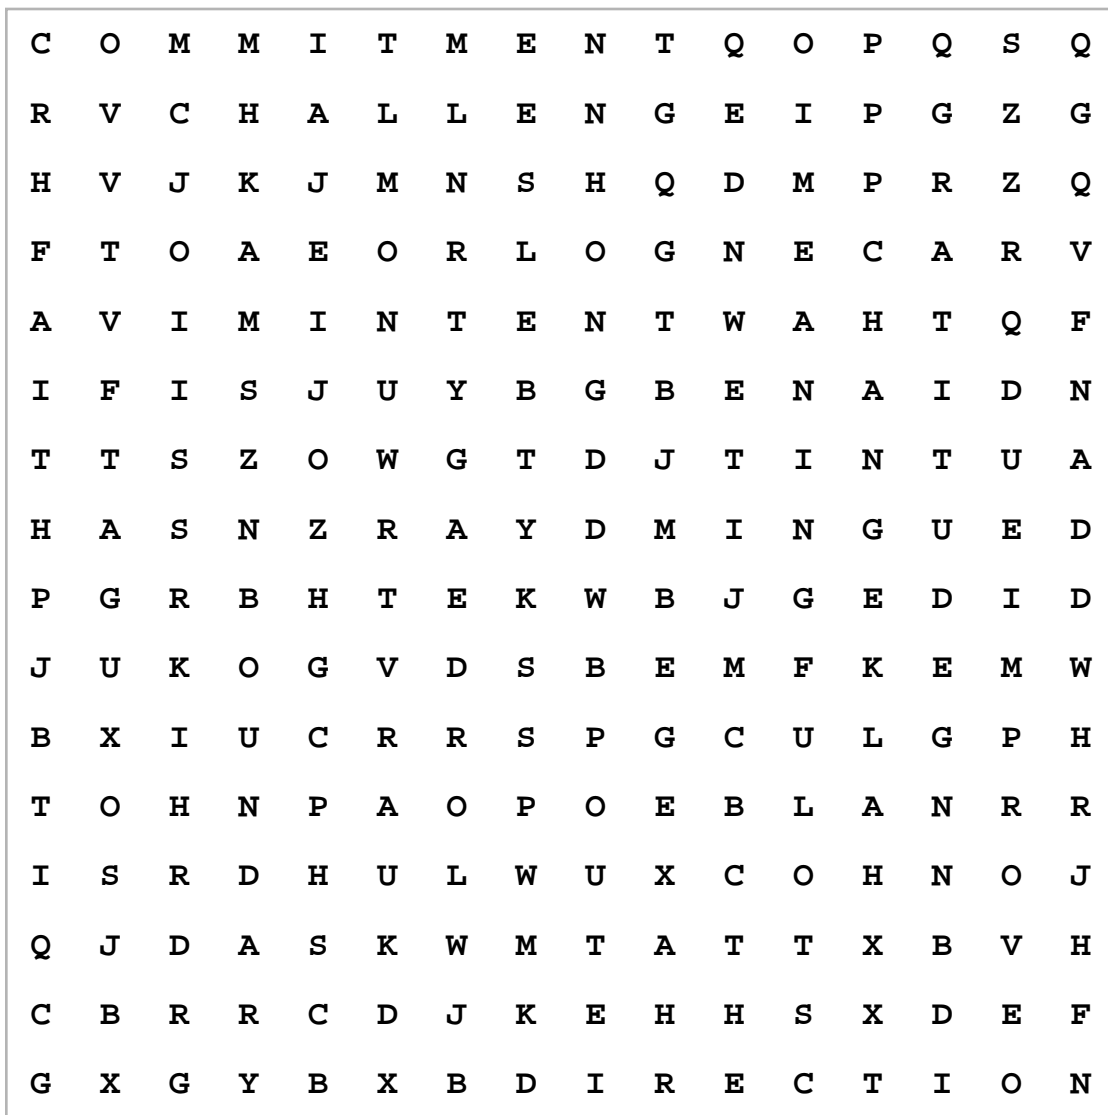 C O M M I T M E N T Q O P Q S Q
R V C H A L L E N G E I P G Z G
H V J K J M N S H Q D M P R Z Q
F T O A E O R L O G N E C A R V
A V I M I N T E N T W A H T Q F
I F I S J U Y B G B E N A I D N
T T S Z O W G T D J T I N T U A
H A S N Z R A Y D M I N G U E D
P G R B H T E K W B J G E D I D
J U K O G V D S B E M F K E M W
B X I U C R R S P G C U L G P H
T O H N P A O P O E B L A N R R
I S R D H U L W U X C O H N O J
Q J D A S K W M T A T T X B V H
C B R R C D J K E H H S X D E F
G X G Y B X B D I R E C T I O N